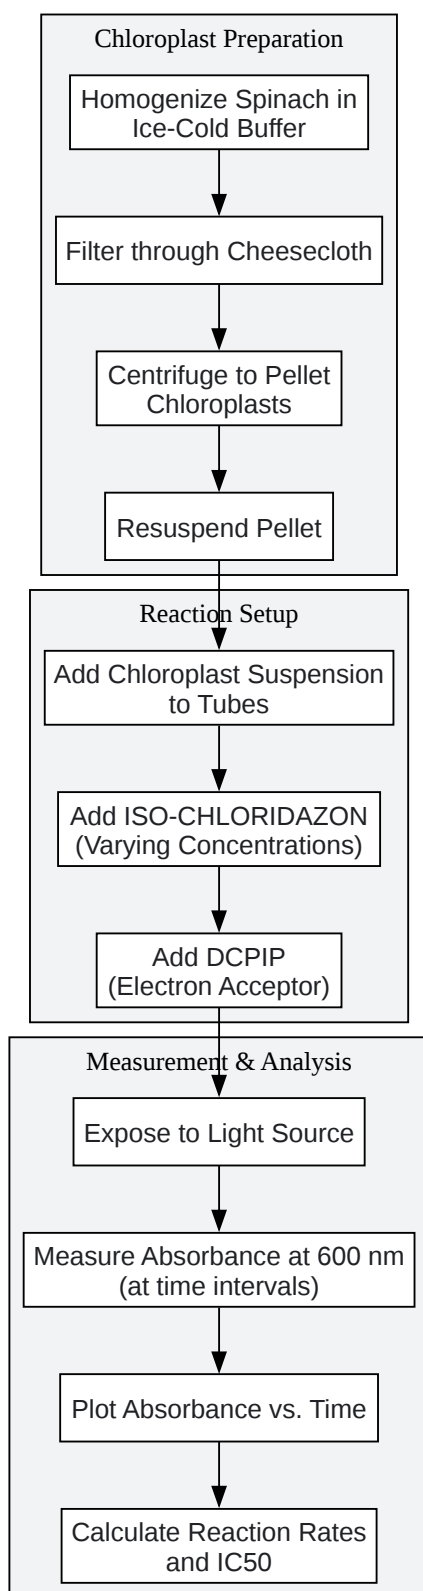 Chloroplast Preparation
Homogenize Spinach in
Ice-Cold Buffer
Filter through Cheesecloth
Centrifuge to Pellet
Chloroplasts
Resuspend Pellet
Reaction Setup
Add Chloroplast Suspension
to Tubes
Add ISO-CHLORIDAZON
(Varying Concentrations)
Add DCPIP
(Electron Acceptor)
Measurement & Analysis
Expose to Light Source
Measure Absorbance at 600 nm
(at time intervals)
Plot Absorbance vs. Time
Calculate Reaction Rates
and IC50